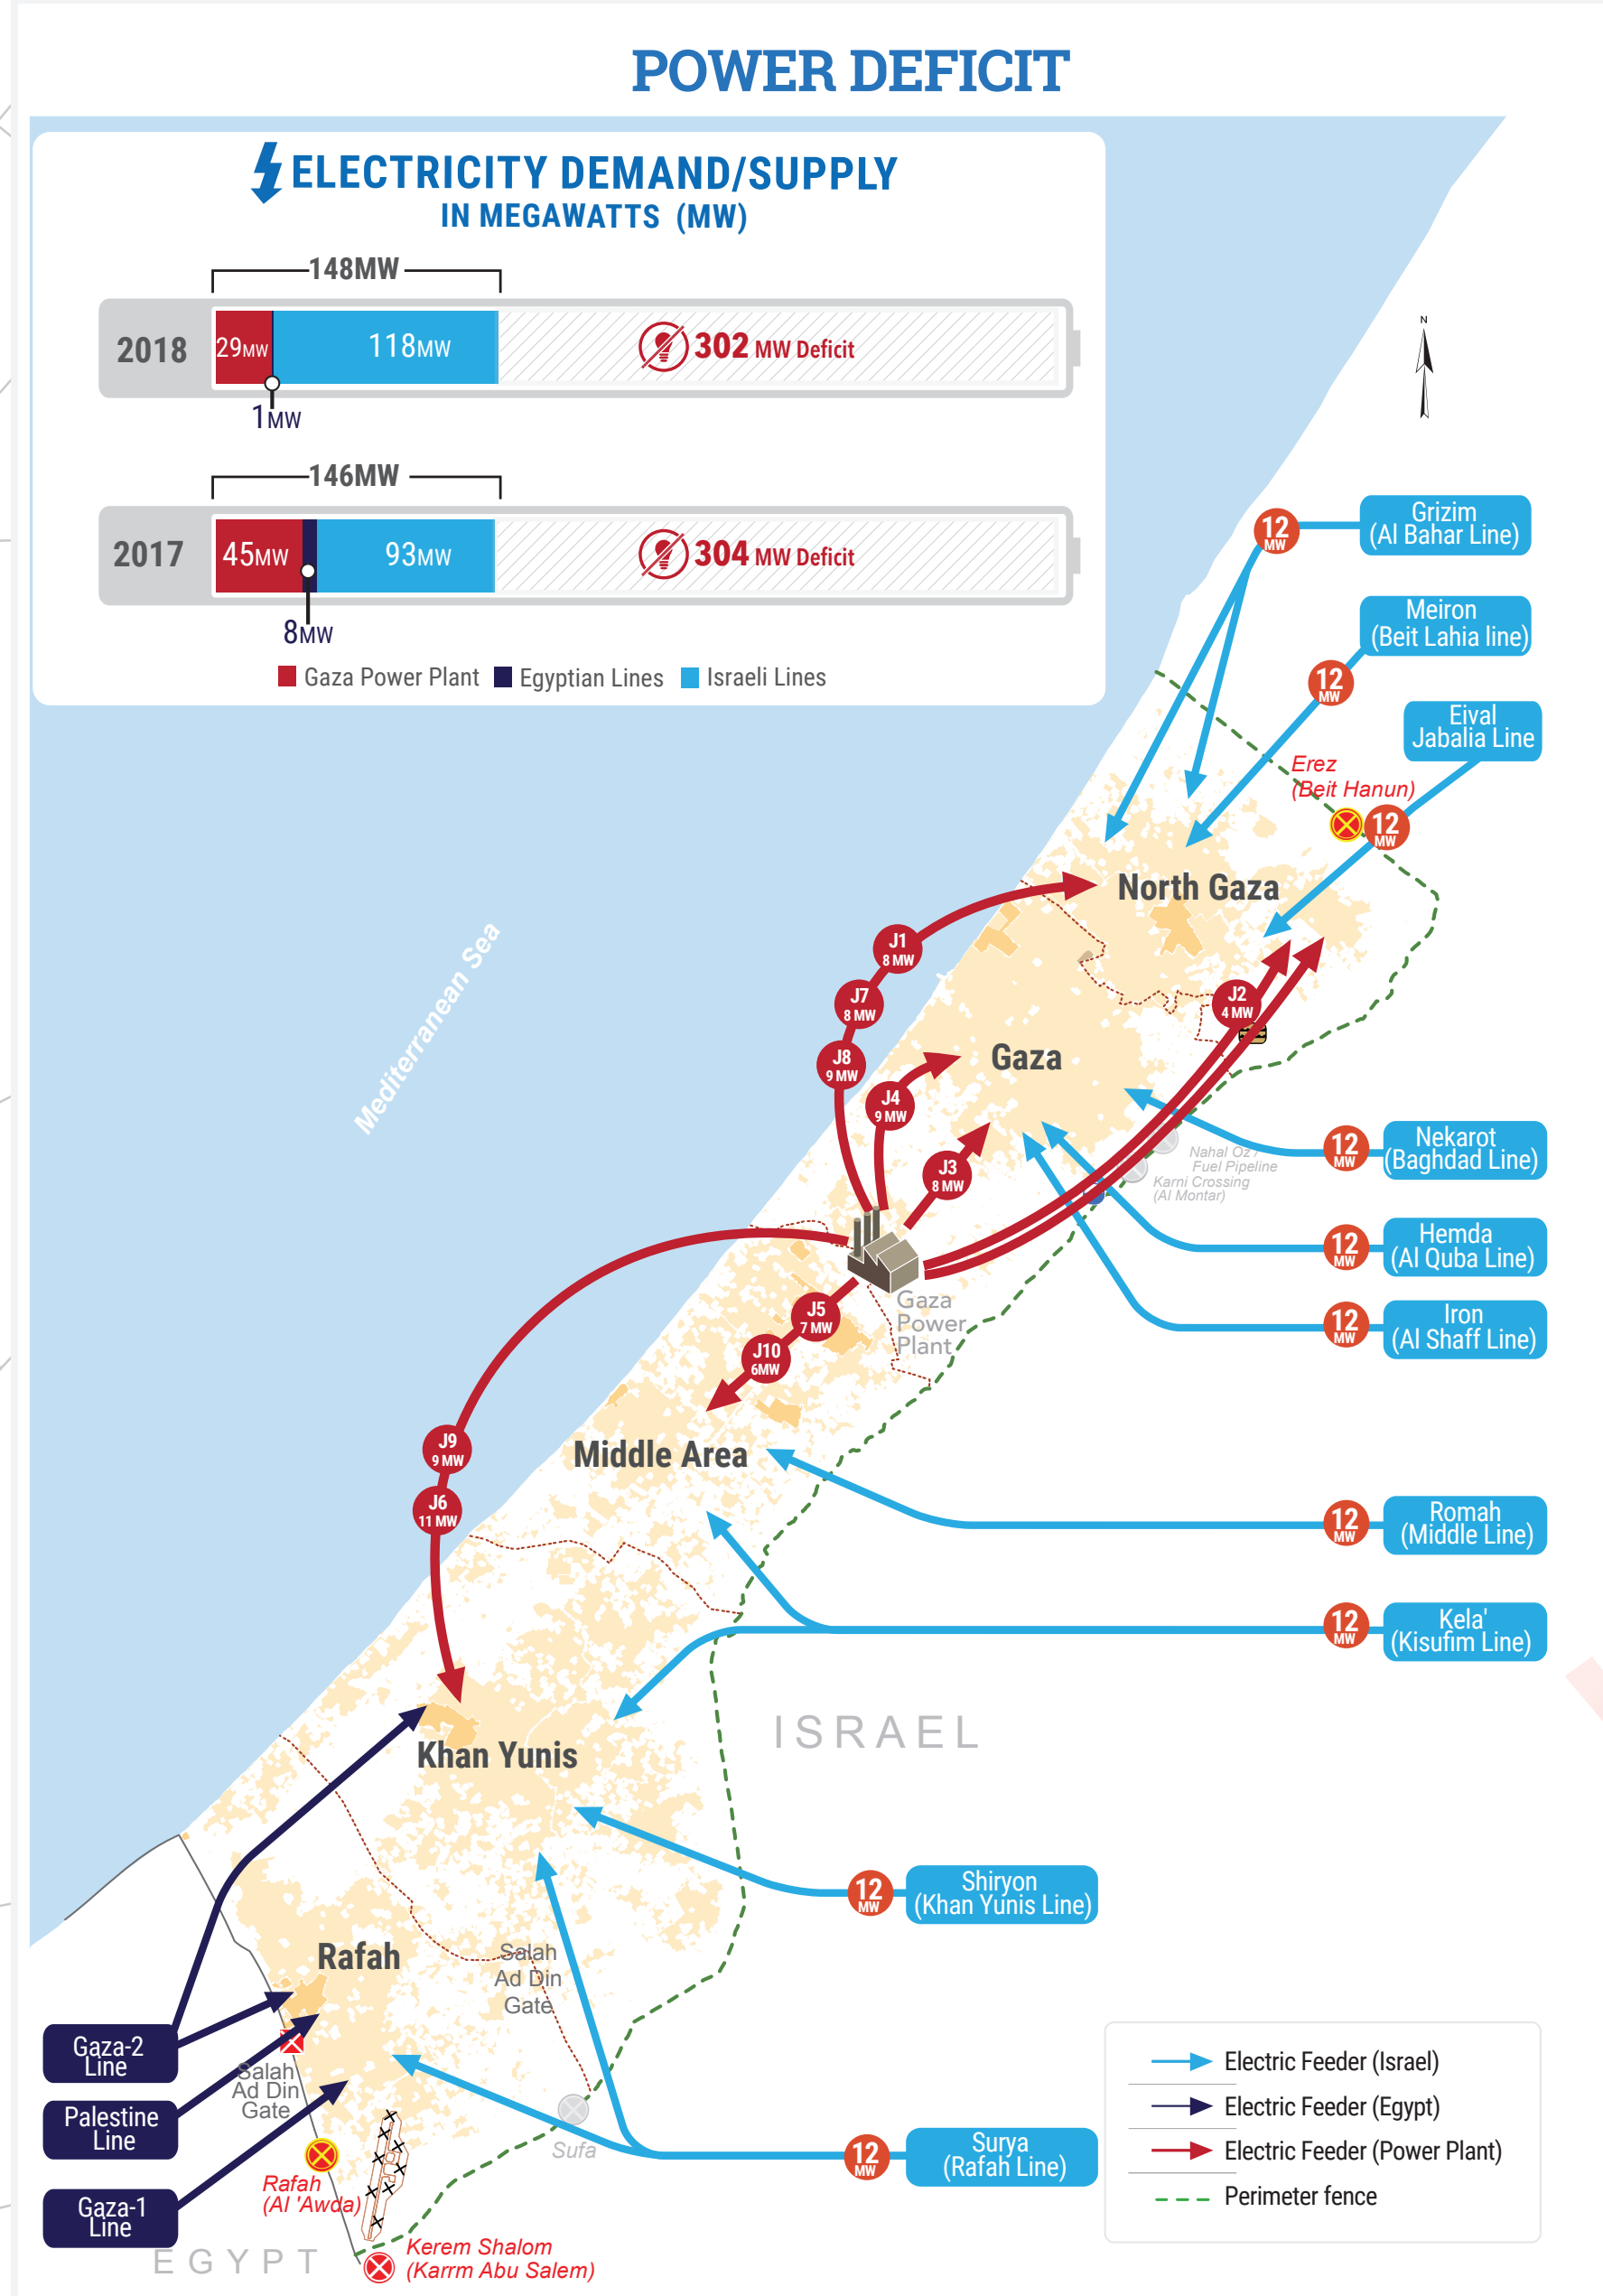 POWER DEFICIT
ELECTRICITY DEMAND/SUPPLY
IN MEGAWATTS (MW)
148MW
2018
29MW
118MW
302 MW Deficit
1MW
146MW
2017
45MW
93MW
304 MW Deficit
8MW
Gaza Power Plant
Egyptian Lines
Israeli Lines
N
Grizim
(Al Bahar Line)
12
MW
Meiron
(Beit Lahia line)
12
MW
Eival
Jabalia Line
Erez
(Beit Hanun)
12
MW
North Gaza
Mediterranean Sea
J1
8 MW
J7
8 MW
J2
4 MW
J8
9 MW
Gaza
J4
9 MW
J3
8 MW
Nekarot
(Baghdad Line)
12
MW
Nahal Oz /
Fuel Pipeline
Karni Crossing
(Al Montar)
Hemda
(Al Quba Line)
12
MW
Iron
(Al Shaff Line)
12
MW
Gaza
Power
Plant
J5
7 MW
J10
6MW
J9
9 MW
Middle Area
J6
11 MW
Romah
(Middle Line)
12
MW
Kela'
(Kisufim Line)
12
MW
ISRAEL
Khan Yunis
Shiryon
(Khan Yunis Line)
12
MW
Rafah
Salah
Ad Din
Gate
Gaza-2
Line
Salah
Ad Din
Gate
Palestine
Line
Gaza-1
Line
Rafah
(Al 'Awda)
Sufa
Surya
(Rafah Line)
12
MW
EGYPT
Kerem Shalom
(Karrm Abu Salem)
Electric Feeder (Israel)
Electric Feeder (Egypt)
Electric Feeder (Power Plant)
Perimeter fence